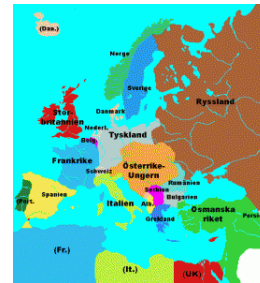 (Dan.)
Norge
Sverige
Ryssland
Stor-
britannien
Danmark
Nederl.
Belg.
Tyskland
Frankrike
Österrike-
Ungern
Schweiz
Rumänien
Serbien
Bulgarien
Spanien
(Port.
Italien
Alb.
Osmanska
riket
Grekland
Persi
(Fr.)
(It.)
(UK)